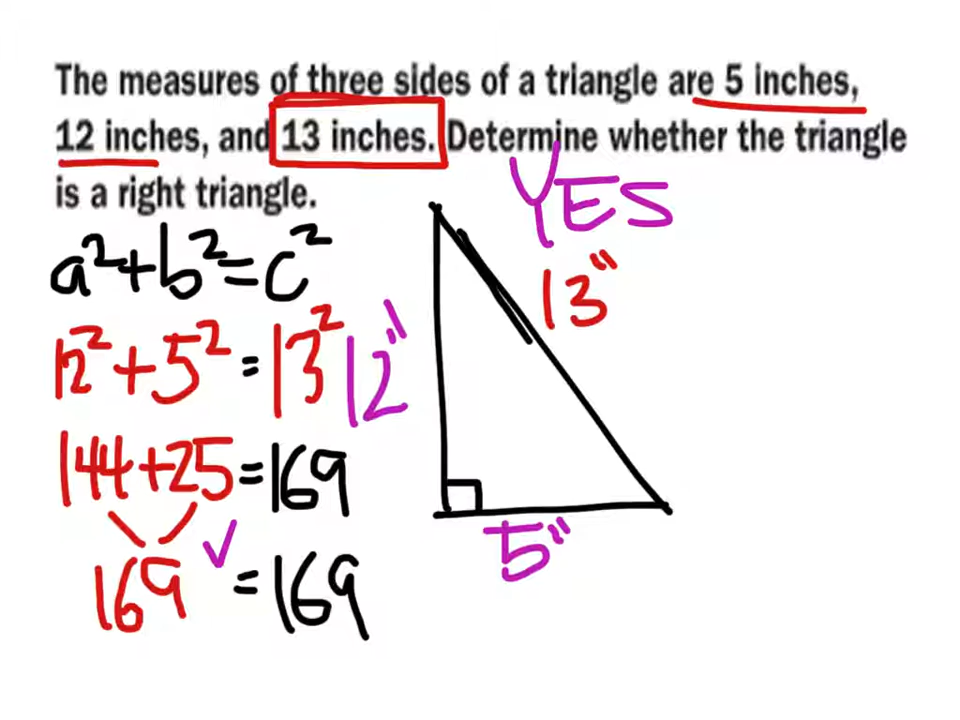 The measures of three sides of a triangle are 5 inches,
12 inches, and 13 inches. Determine whether the triangle
is a right triangle.
YES
a²+b²=c²
13"
12²+5²=13²
12"
144+25=169
5"
169=169